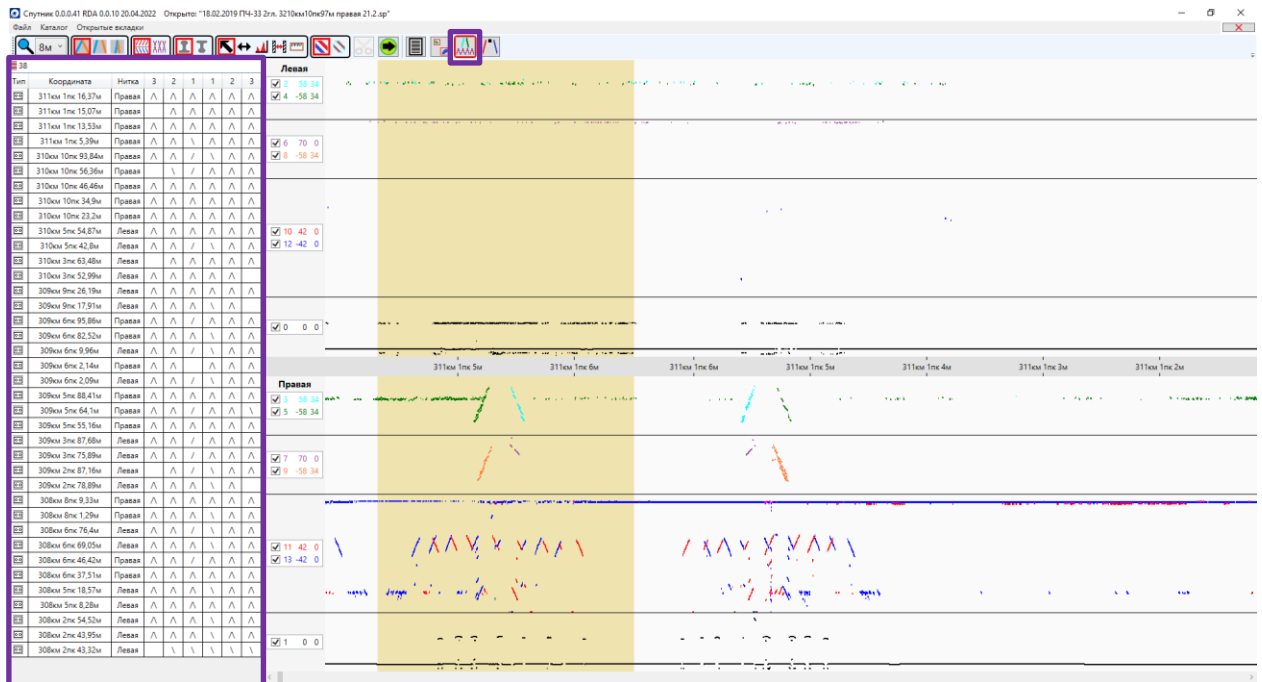 Спутник 0.0.0.41 RDA 0.0.10 20.04.2022 Открыто: "18.02.2019 ПЧ-33 2гл. 3210км10пк97м правая 21.2.sp"
Файл Каталог Открытые вкладки
8м
38
Тип Координата Нитка 3 2 1 1 2 3
311км 1пк 16,37м Правая
311км 1пк 15,07м Правая
311км 1пк 13,53м Правая
311км 1пк 5,39м Правая
310км 10пк 93,84м Правая
310км 10пк 56,36м Правая
310км 10пк 46,46м Правая
310км 10пк 34,9м Правая
310км 10пк 23,2м Правая
310км 5пк 54,87м Левая
310км 5пк 42,8м Левая
310км 3пк 63,48м Левая
310км 3пк 52,99м Левая
309км 9пк 26,19м Левая
309км 9пк 17,91м Левая
309км 6пк 95,86м Правая
309км 6пк 82,52м Правая
309км 6пк 9,96м Левая
309км 6пк 2,14м Правая
309км 6пк 2,09м Левая
309км 5пк 88,41м Правая
309км 5пк 64,1м Правая
309км 5пк 55,16м Правая
309км 3пк 87,68м Левая
309км 3пк 75,89м Левая
309км 2пк 87,16м Левая
309км 2пк 78,89м Левая
308км 8пк 9,33м Правая
308км 8пк 1,29м Правая
308км 6пк 76,4м Левая
308км 6пк 69,05м Левая
308км 6пк 46,42м Правая
308км 6пк 37,51м Правая
308км 5пк 18,57м Левая
308км 5пк 8,28м Левая
308км 2пк 54,52м Левая
308км 2пк 43,95м Левая
308км 2пк 43,32м Левая
Левая
2 58 34
4 -58 34
6 70 0
8 -58 34
10 42 0
12 -42 0
0 0 0
311км 1пк 5м 311км 1пк 6м 311км 1пк 6м 311км 1пк 5м 311км 1пк 4м 311км 1пк 3м 311км 1пк 2м
Правая
3 58 34
5 -58 34
7 70 0
9 -58 34
11 42 0
13 -42 0
1 0 0